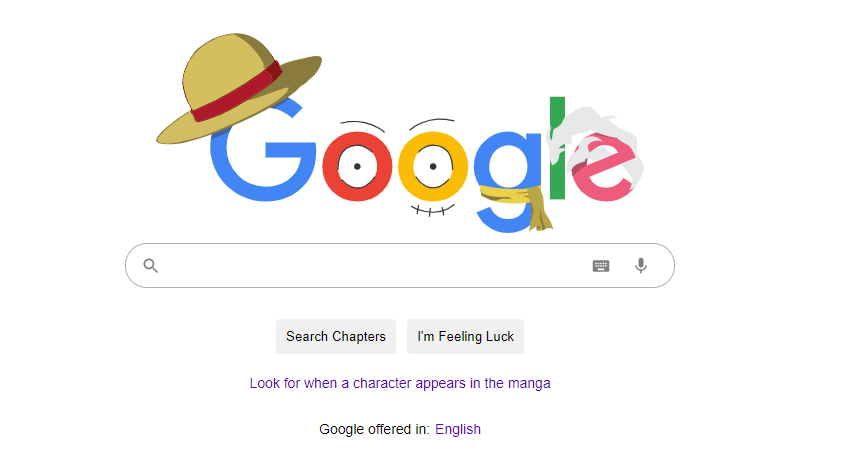 Google
Search Chapters
I'm Feeling Luck
Look for when a character appears in the manga
Google offered in: English